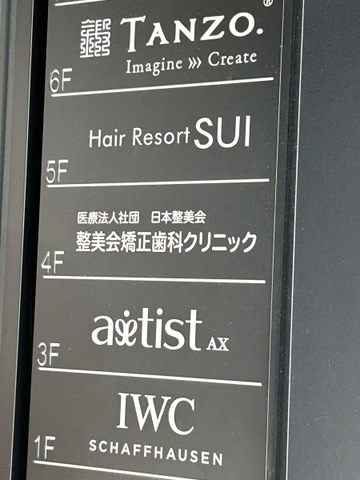 TANZO.®
Imagine ››› Create
6F
Hair Resort SUI
5F
医療法人社団 日本整美会
整美会矯正歯科クリニック
4F
axtist AX
3F
IWC
SCHAFFHAUSEN
1F